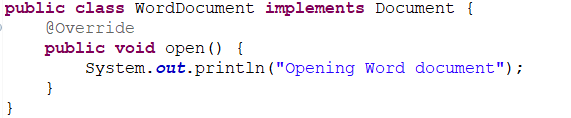 public class WordDocument implements Document {
    @Override
    public void open() {
        System.out.println("Opening Word document");
    }
}